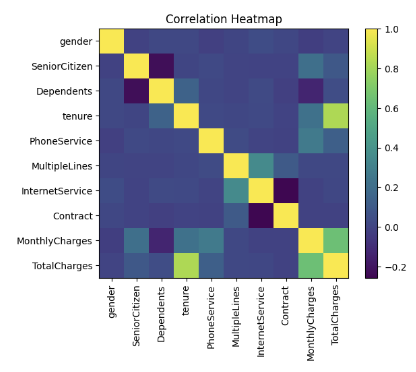 Correlation Heatmap
gender
SeniorCitizen
Dependents
tenure
PhoneService
MultipleLines
InternetService
Contract
MonthlyCharges
TotalCharges
gender
SeniorCitizen
Dependents
tenure
PhoneService
MultipleLines
InternetService
Contract
MonthlyCharges
TotalCharges
1.0
0.8
0.6
0.4
0.2
0.0
−0.2